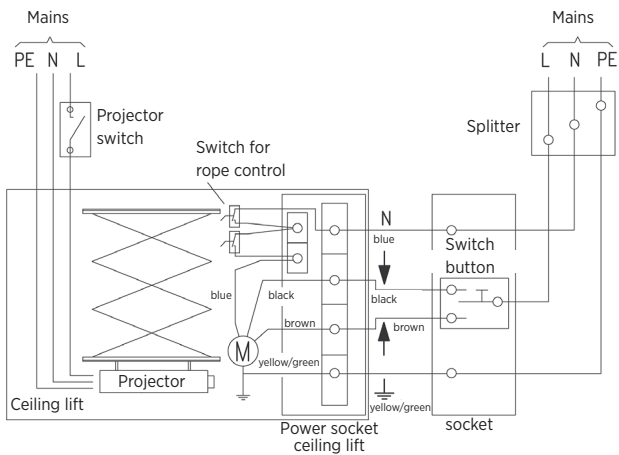 Mains
PE N L
Projector
switch
Switch for
rope control
Mains
L N PE
Splitter
N
blue
Switch
button
blue
black
black
brown
brown
M
yellow/green
Projector
Ceiling lift
yellow/green
Power socket
ceiling lift
socket